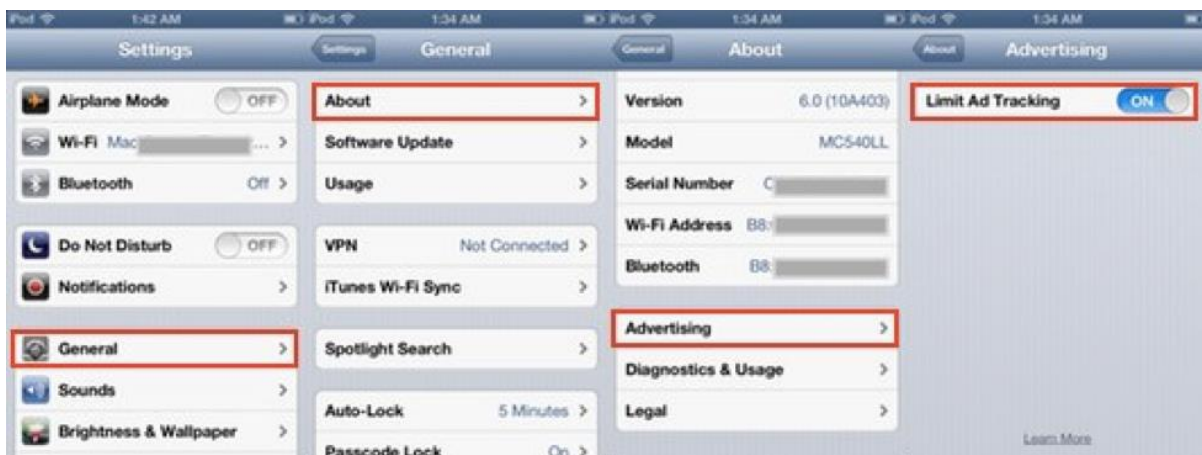 iPod 1:42 AM
Settings
Airplane Mode OFF
Wi-Fi Mac ... >
Bluetooth Off >
Do Not Disturb OFF
Notifications >
General >
Sounds >
Brightness & Wallpaper >
iPod 1:34 AM
Settings General
About >
Software Update >
Usage >
VPN Not Connected >
iTunes Wi-Fi Sync >
Spotlight Search >
Auto-Lock 5 Minutes >
Passcode Lock On >
iPod 1:34 AM
General About
Version 6.0 (10A403)
Model MC540LL
Serial Number C
Wi-Fi Address B8:
Bluetooth B8:
Advertising >
Diagnostics & Usage >
Legal >
iPod 1:34 AM
About Advertising
Limit Ad Tracking ON
Learn More